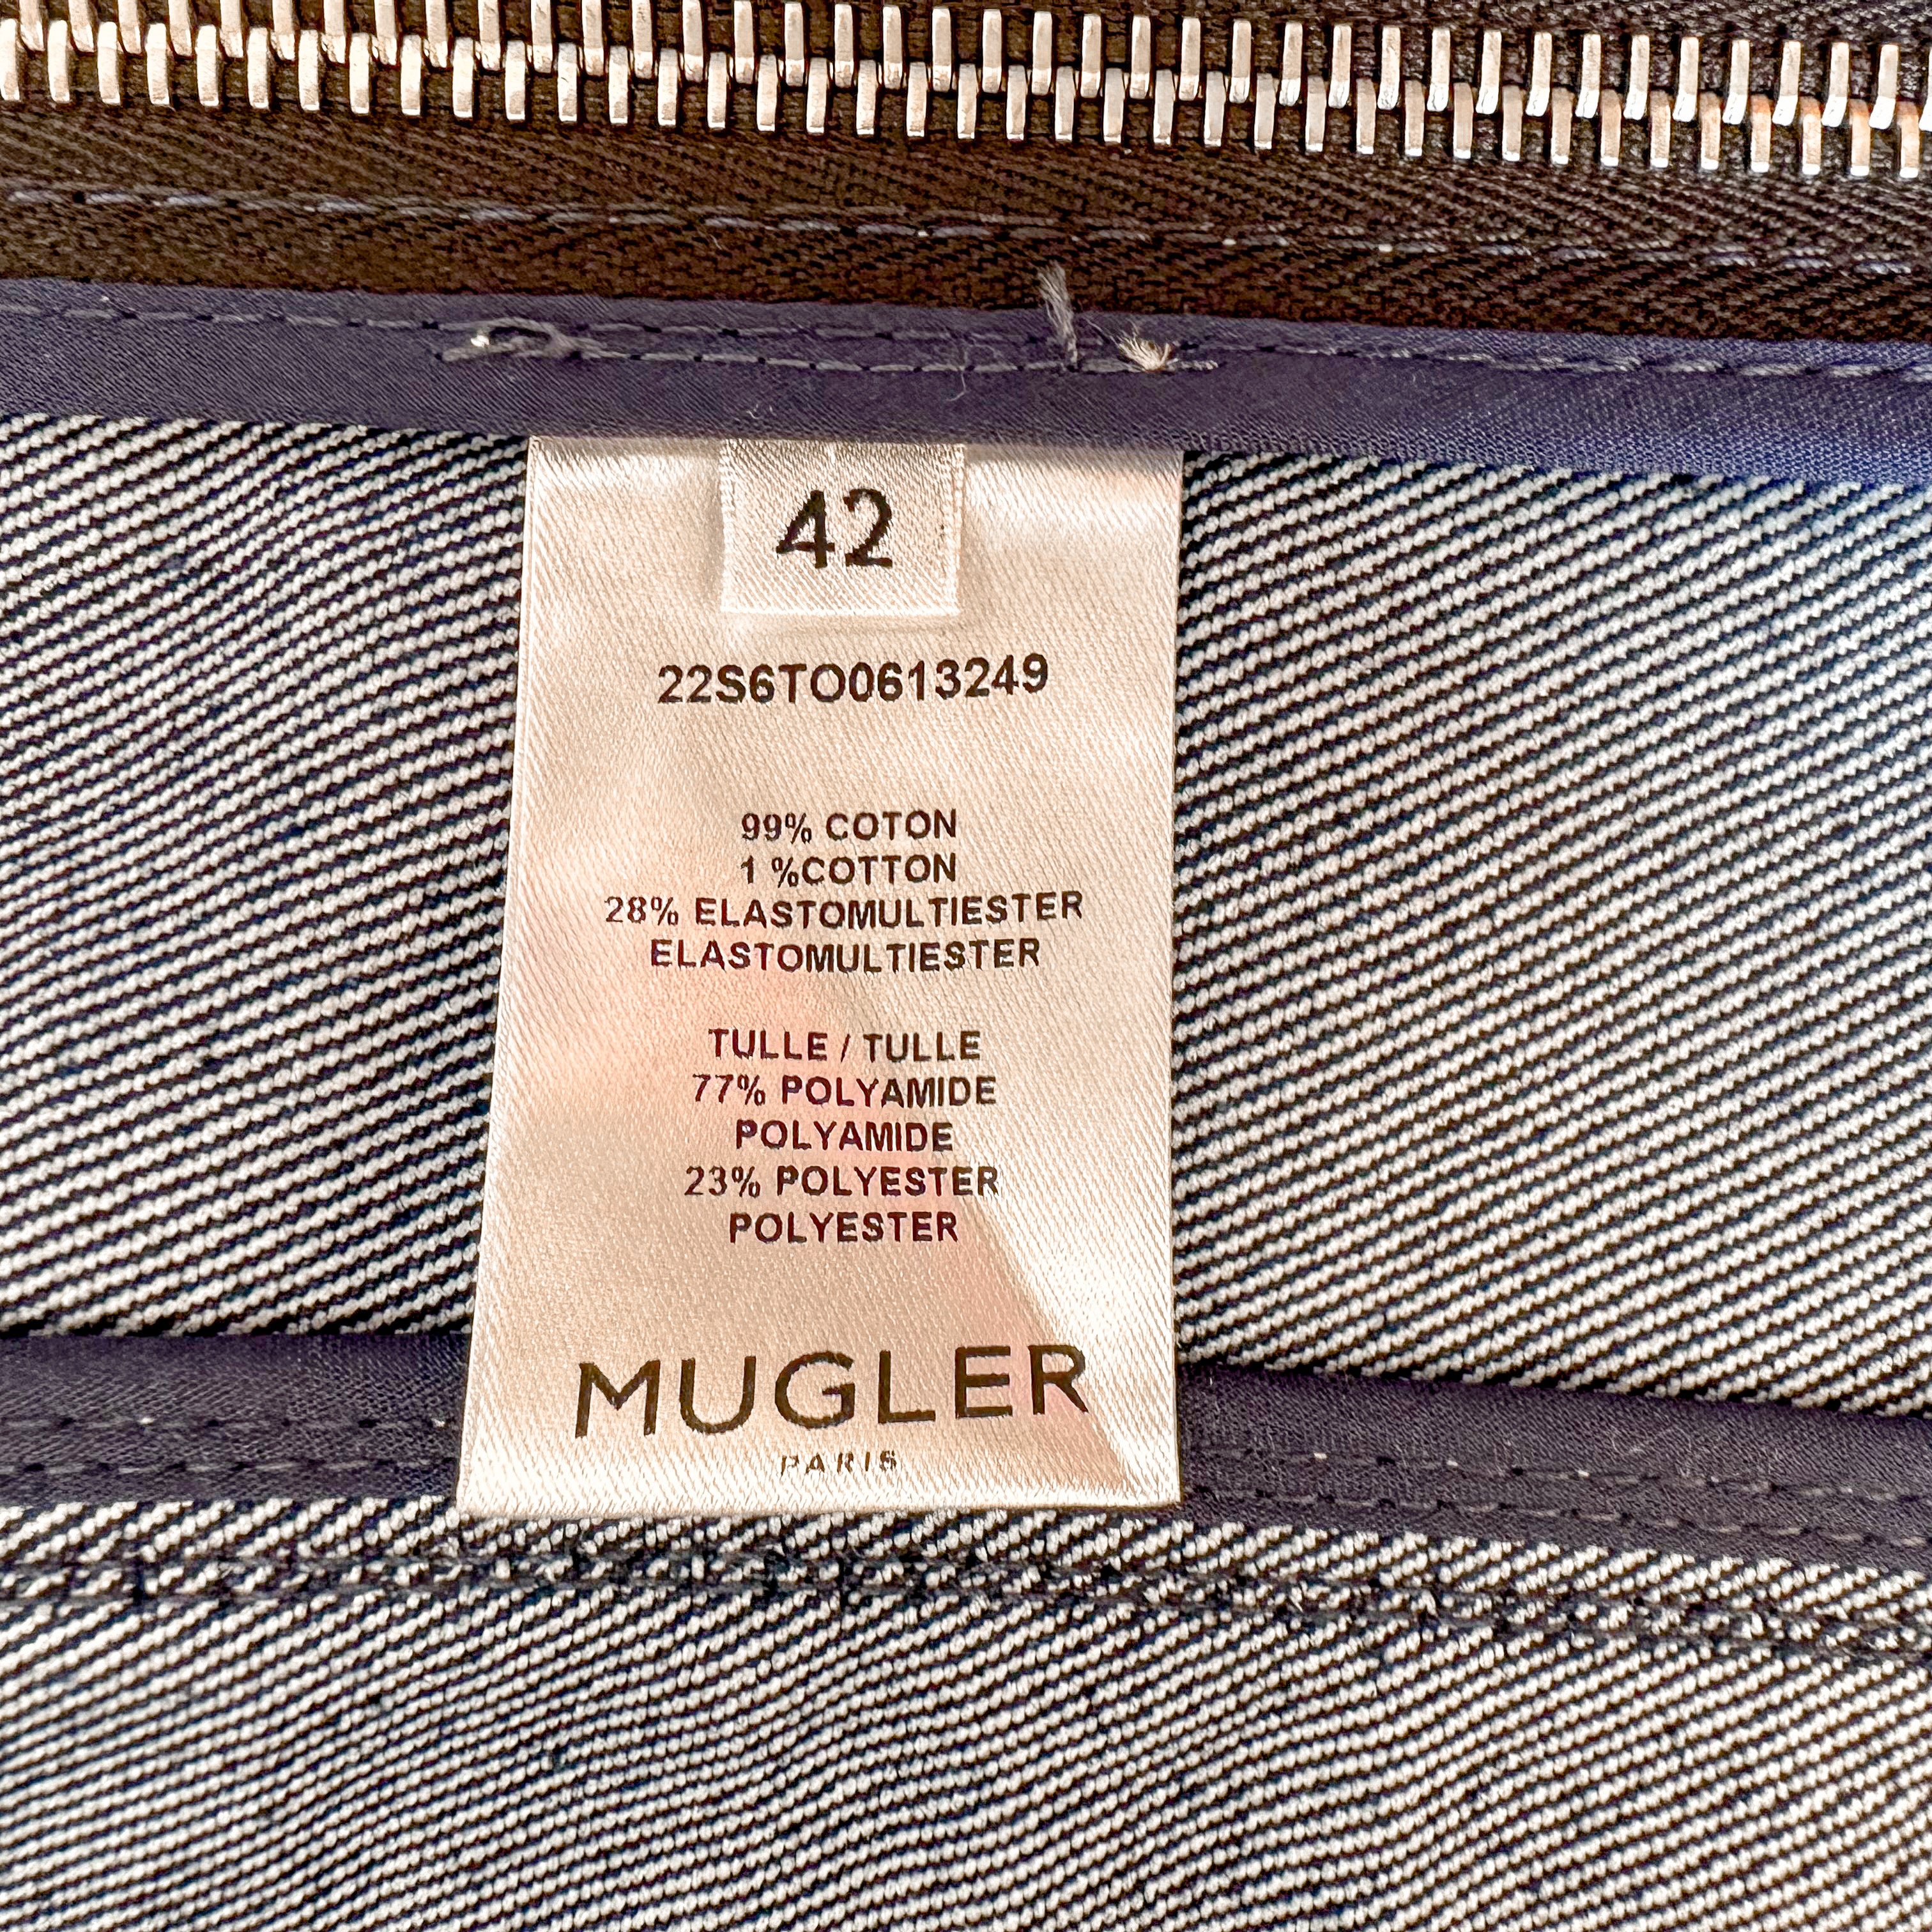 42
22S6TO0613249
99% COTON
1 %COTTON
28% ELASTOMULTIESTER
ELASTOMULTIESTER
TULLE / TULLE
77% POLYAMIDE
POLYAMIDE
23% POLYESTER
POLYESTER
MUGLER
PARIS